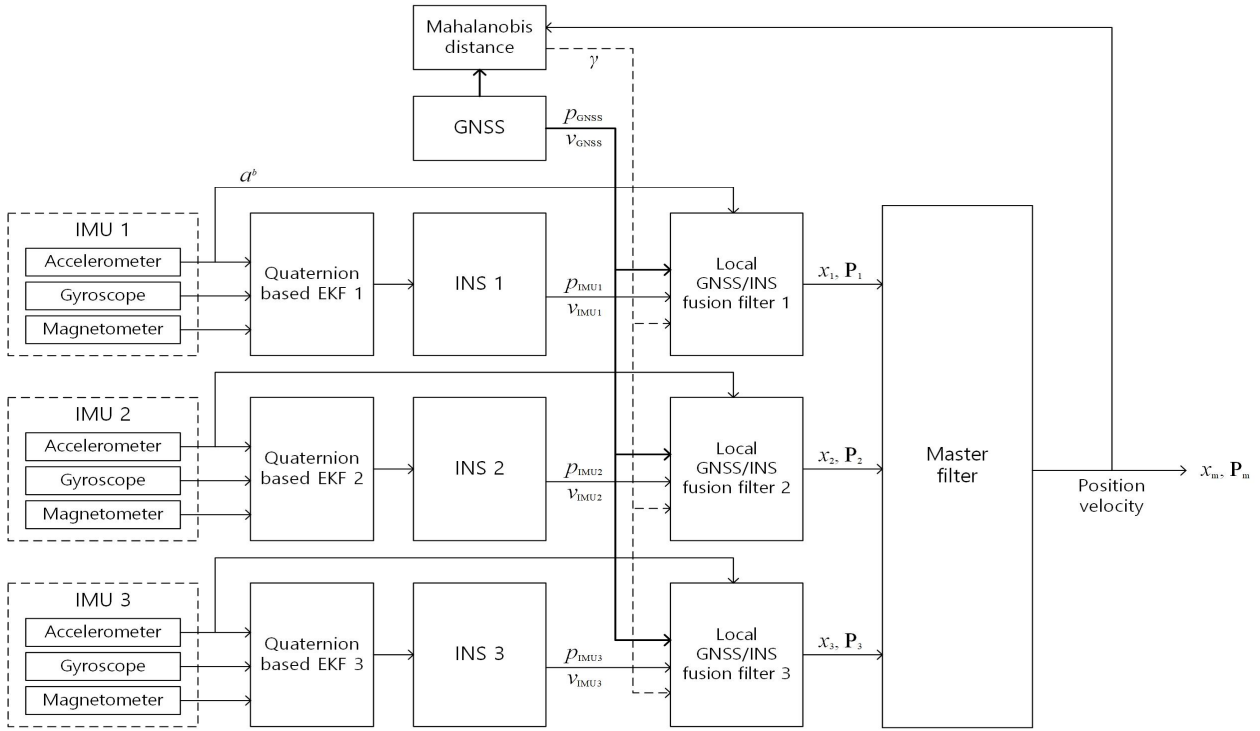 Mahalanobis
distance
γ
GNSS
p_GNSS
v_GNSS
a^b
IMU 1
Accelerometer
Gyroscope
Magnetometer
Quaternion
based EKF 1
INS 1
p_IMU1
v_IMU1
Local
GNSS/INS
fusion filter 1
x_1, P_1
IMU 2
Accelerometer
Gyroscope
Magnetometer
Quaternion
based EKF 2
INS 2
p_IMU2
v_IMU2
Local
GNSS/INS
fusion filter 2
x_2, P_2
IMU 3
Accelerometer
Gyroscope
Magnetometer
Quaternion
based EKF 3
INS 3
p_IMU3
v_IMU3
Local
GNSS/INS
fusion filter 3
x_3, P_3
Master
filter
Position
velocity
x_m, P_m